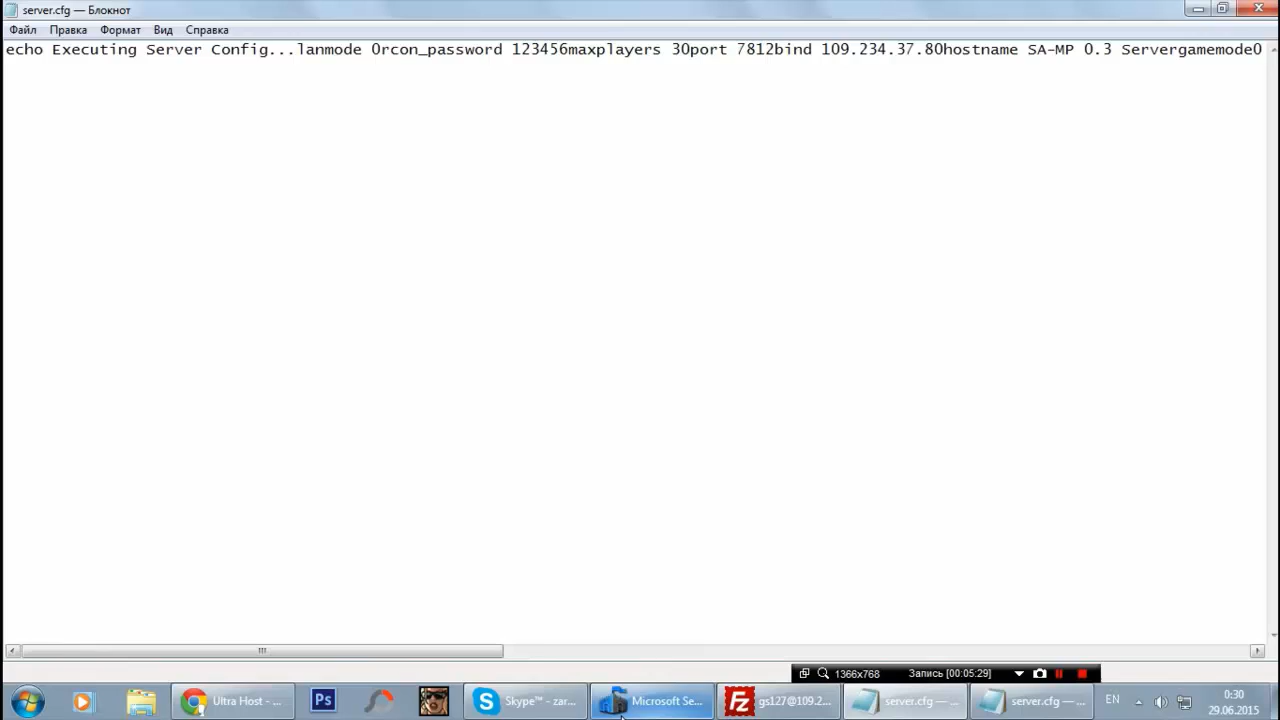 server.cfg — Блокнот
Файл Правка Формат Вид Справка
echo Executing Server Config...lanmode 0rcon_password 123456maxplayers 30port 7812bind 109.234.37.80hostname SA-MP 0.3 Servergamemode0
1366x768 Запись [00:05:29]
Ultra Host - ... Ps Skype™ - zar... Microsoft Se... FZ gs127@109.2... server.cfg — ... server.cfg — ... EN 0:30
29.06.2015